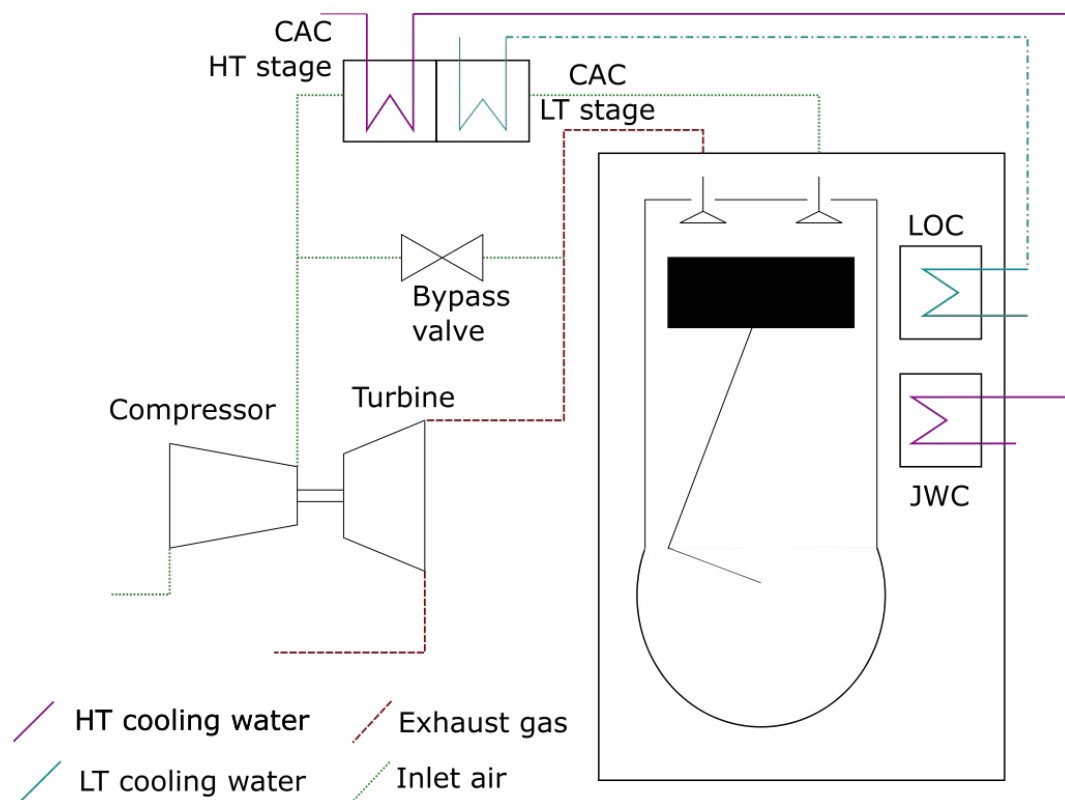 CAC
HT stage
CAC
LT stage
LOC
Bypass
valve
Turbine
Compressor
JWC
HT cooling water
Exhaust gas
LT cooling water
Inlet air